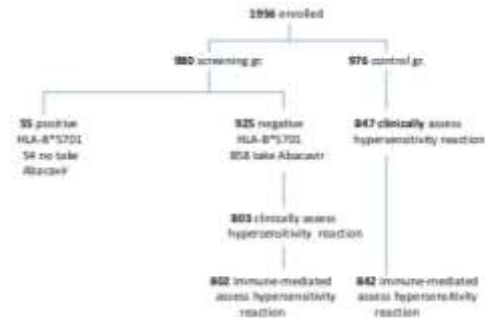 1956 enrolled
980 screening gr.
976 control gr.
55 positive
HLA-B*5701
54 no take
Abacavir
925 negative
HLA-B*5701
858 take Abacavir
847 clinically assess
hypersensitivity reaction
803 clinically assess
hypersensitivity
reaction
802 immune-mediated
assess hypersensitivity
reaction
842 immune-mediated
assess hypersensitivity
reaction